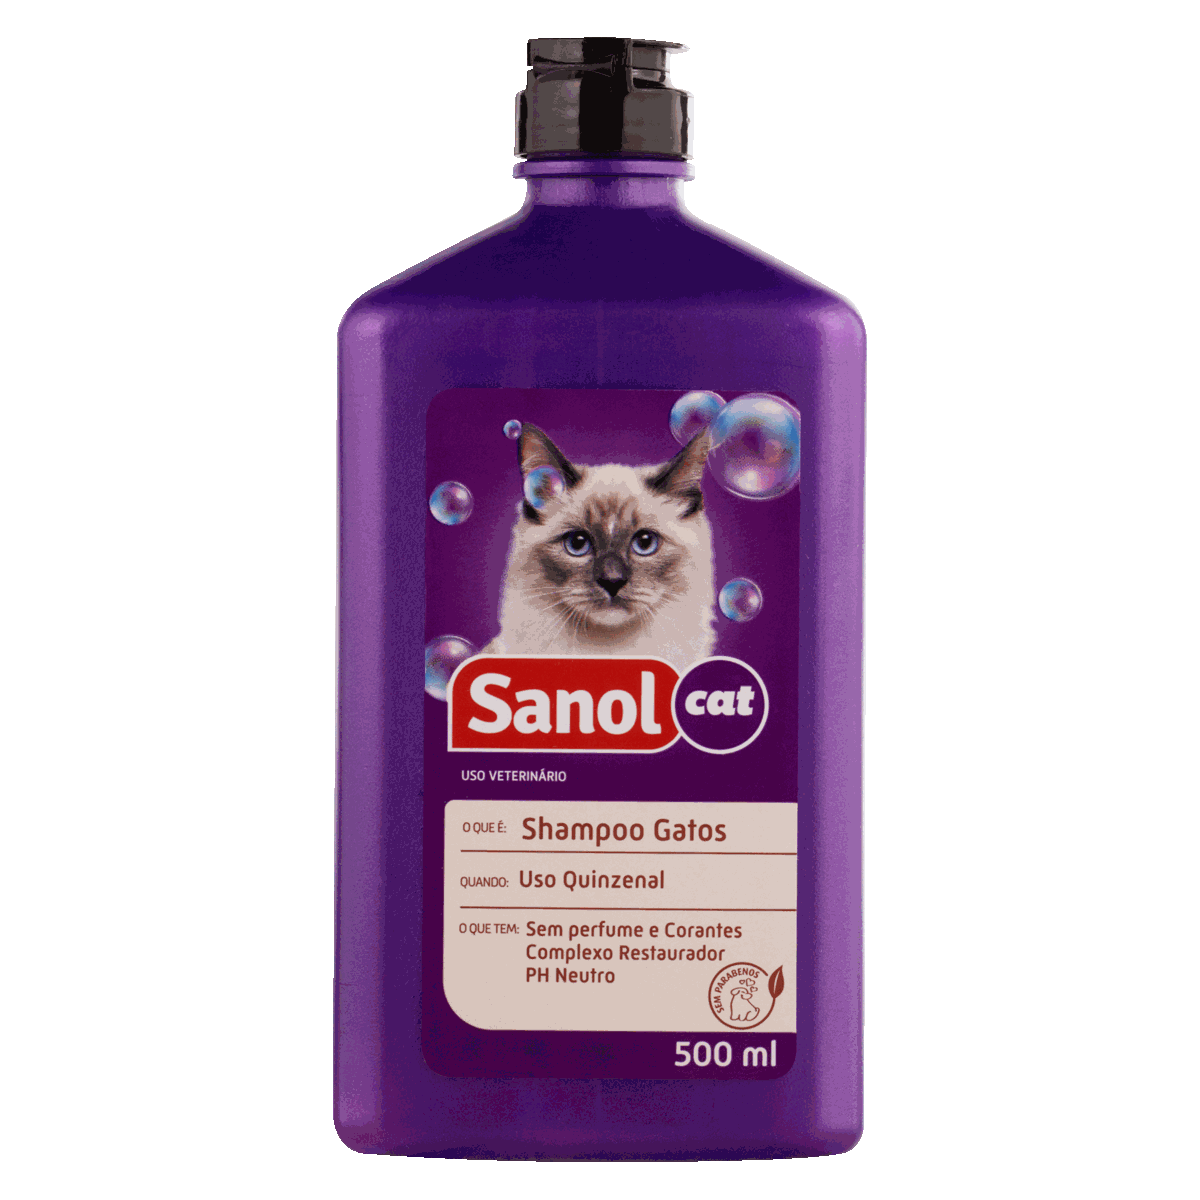 Sanol cat
USO VETERINÁRIO
O QUE É: Shampoo Gatos
QUANDO: Uso Quinzenal
O QUE TEM: Sem perfume e Corantes
Complexo Restaurador
PH Neutro
SEM PARABENOS
500 ml